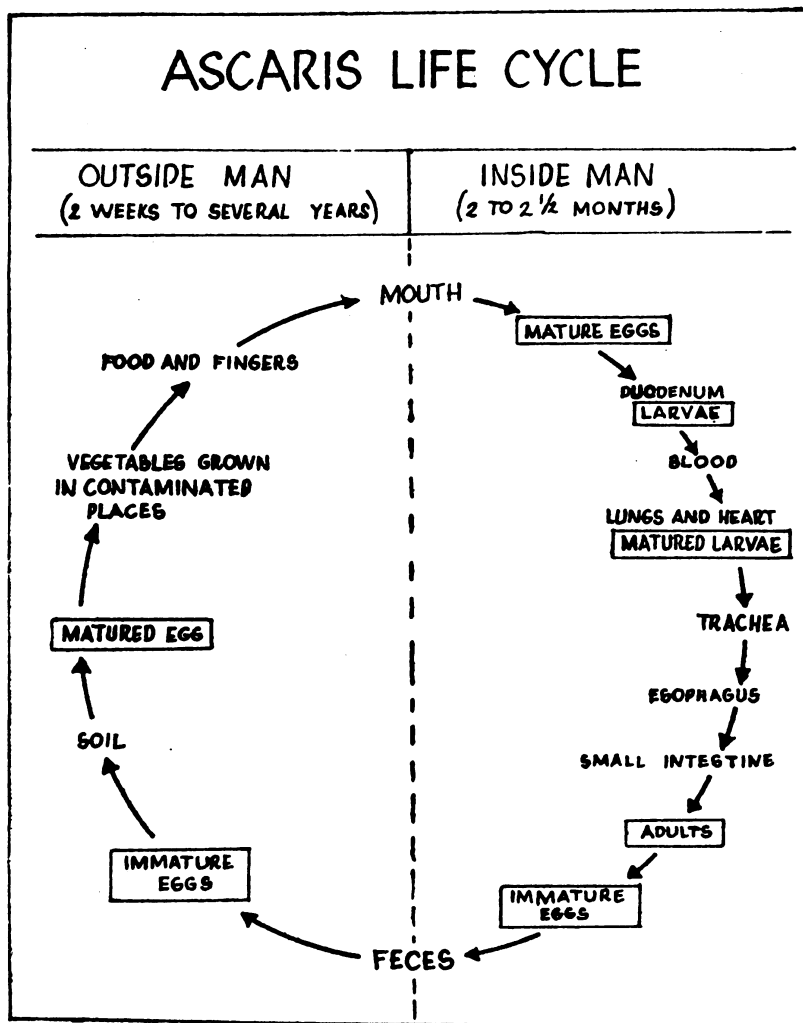 ASCARIS LIFE CYCLE
OUTSIDE MAN
(2 WEEKS TO SEVERAL YEARS)
INSIDE MAN
(2 TO 2 1/2 MONTHS)
MOUTH
MATURE EGGS
DUODENUM
LARVAE
BLOOD
LUNGS AND HEART
MATURED LARVAE
TRACHEA
ESOPHAGUS
SMALL INTESTINE
ADULTS
IMMATURE
EGGS
FECES
IMMATURE
EGGS
SOIL
MATURED EGG
VEGETABLES GROWN
IN CONTAMINATED
PLACES
FOOD AND FINGERS